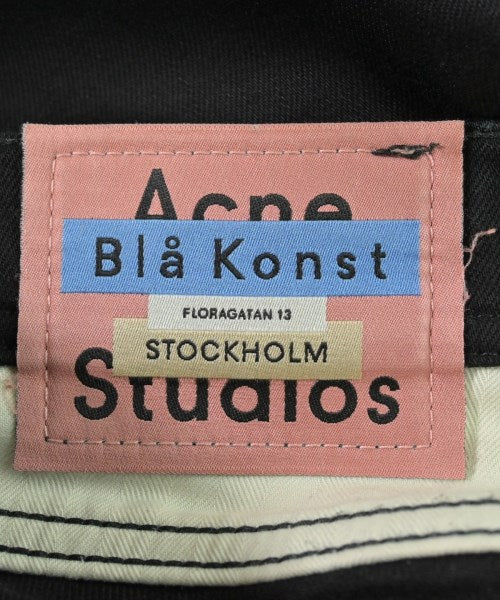 Acne
Blå Konst
FLORAGATAN 13
STOCKHOLM
Studios